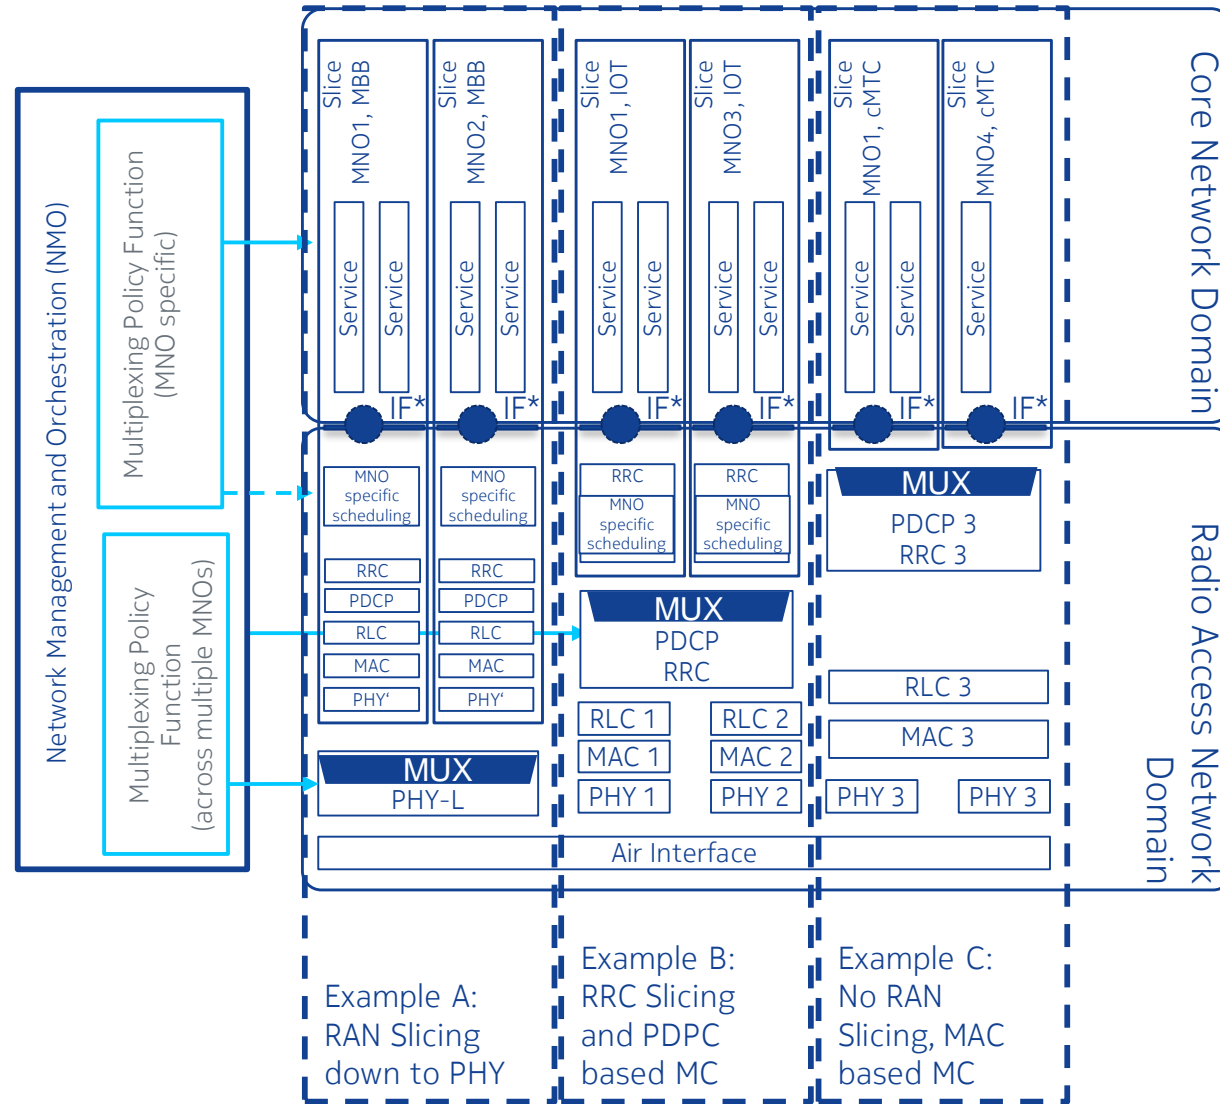 Network Management and Orchestration (NMO)
Multiplexing Policy Function
(MNO specific)
Multiplexing Policy
Function
(across multiple MNOs)
Slice
MNO1, MBB
Service
Service
IF*
Slice
MNO2, MBB
Service
Service
IF*
Slice
MNO1, IOT
Service
Service
IF*
Slice
MNO3, IOT
Service
Service
IF*
Slice
MNO1, cMTC
Service
Service
IF*
Slice
MNO4, cMTC
Service
IF*
Core Network Domain
MNO
specific
scheduling
RRC
PDCP
RLC
MAC
PHY‘
MNO
specific
scheduling
RRC
PDCP
RLC
MAC
PHY‘
MUX
PHY-L
RRC
MNO
specific
scheduling
RRC
MNO
specific
scheduling
MUX
PDCP
RRC
RLC 1
MAC 1
PHY 1
RLC 2
MAC 2
PHY 2
MUX
PDCP 3
RRC 3
RLC 3
MAC 3
PHY 3
PHY 3
Air Interface
Radio Access Network
Domain
Example A:
RAN Slicing
down to PHY
Example B:
RRC Slicing
and PDPC
based MC
Example C:
No RAN
Slicing, MAC
based MC